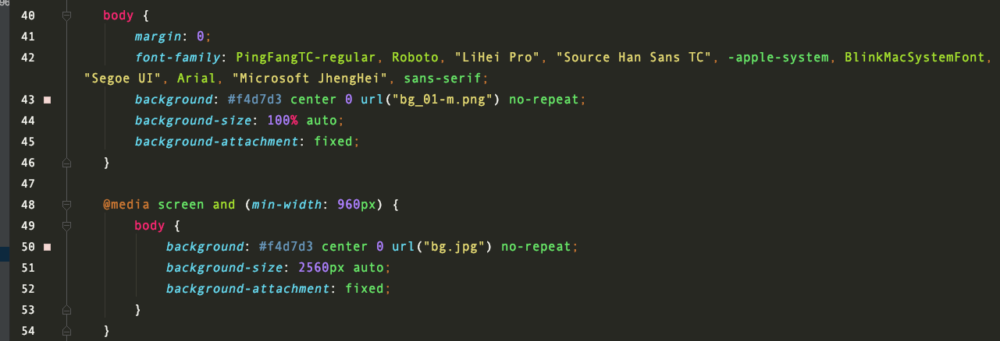 96
40 body {
41 margin: 0;
42 font-family: PingFangTC-regular, Roboto, "LiHei Pro", "Source Han Sans TC", -apple-system, BlinkMacSystemFont,
"Segoe UI", Arial, "Microsoft JhengHei", sans-serif;
43 background: #f4d7d3 center 0 url("bg_01-m.png") no-repeat;
44 background-size: 100% auto;
45 background-attachment: fixed;
46 }
47
48 @media screen and (min-width: 960px) {
49 body {
50 background: #f4d7d3 center 0 url("bg.jpg") no-repeat;
51 background-size: 2560px auto;
52 background-attachment: fixed;
53 }
54 }